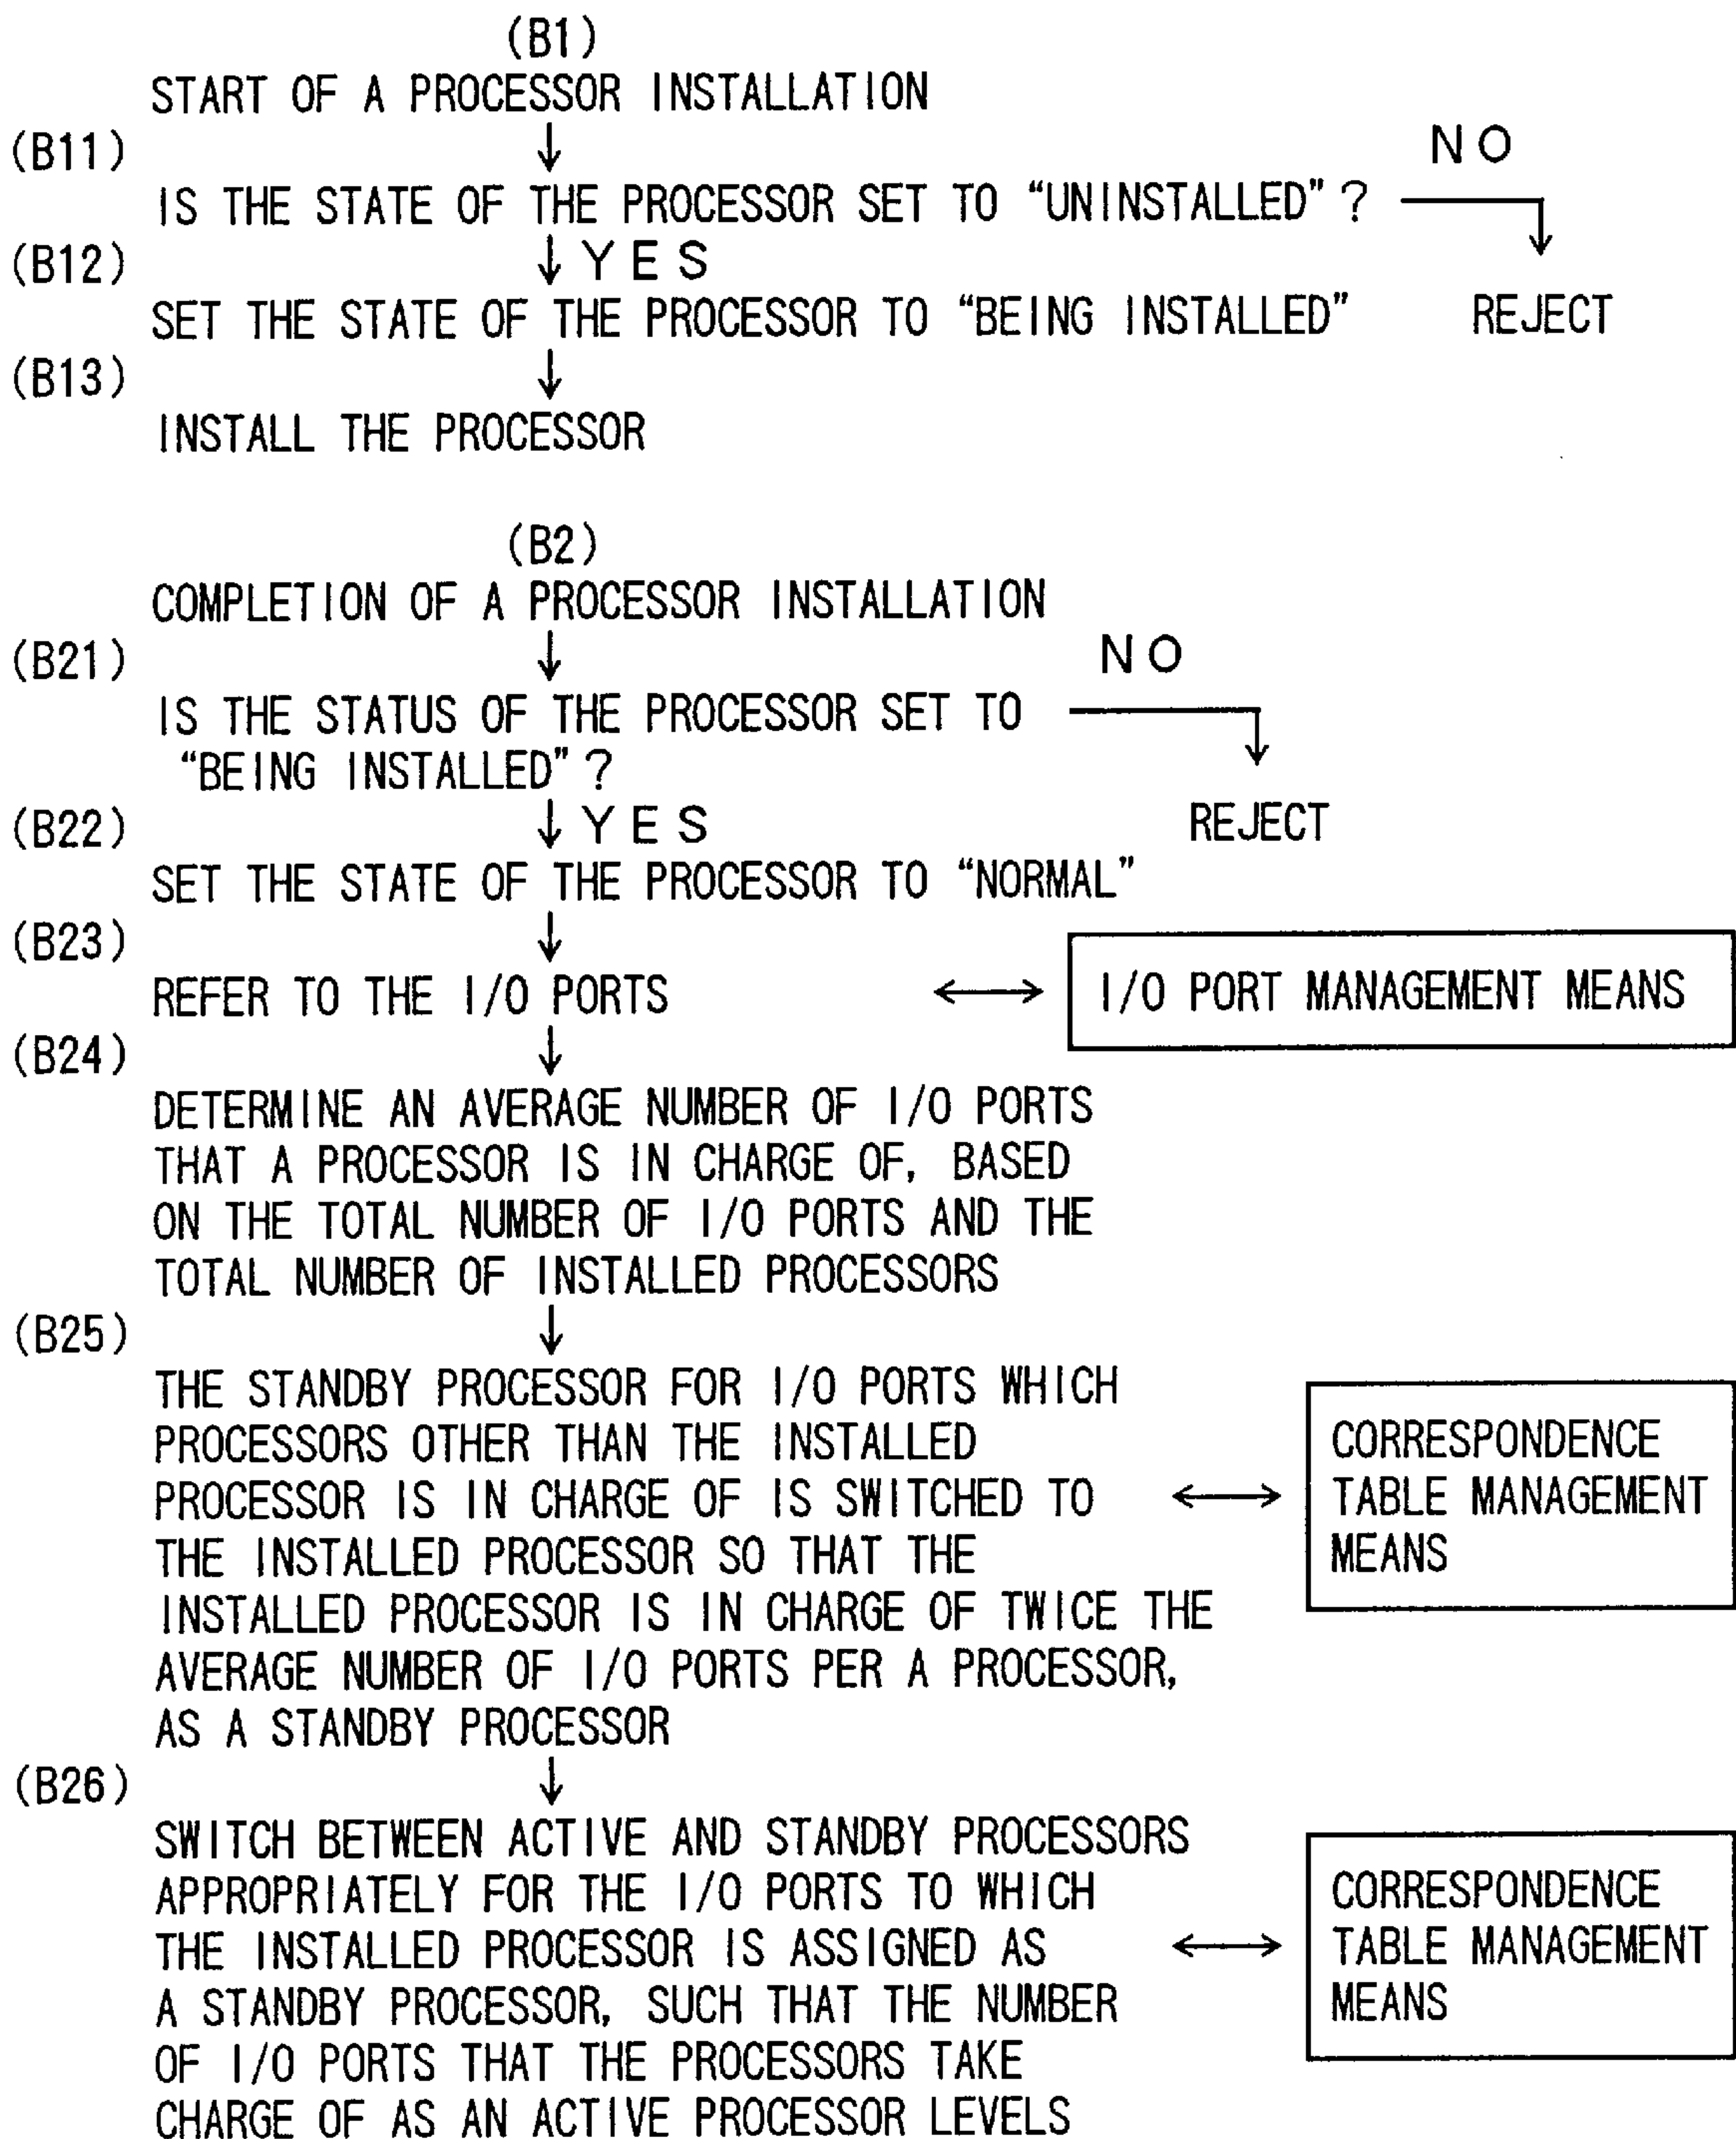 (B1)
START OF A PROCESSOR INSTALLATION
(B11)
NO
IS THE STATE OF THE PROCESSOR SET TO “UNINSTALLED”?
(B12)
YES
SET THE STATE OF THE PROCESSOR TO “BEING INSTALLED”
REJECT
(B13)
INSTALL THE PROCESSOR
(B2)
COMPLETION OF A PROCESSOR INSTALLATION
(B21)
NO
IS THE STATUS OF THE PROCESSOR SET TO
“BEING INSTALLED”?
(B22)
YES
REJECT
SET THE STATE OF THE PROCESSOR TO “NORMAL”
(B23)
REFER TO THE I/O PORTS
I/O PORT MANAGEMENT MEANS
(B24)
DETERMINE AN AVERAGE NUMBER OF I/O PORTS
THAT A PROCESSOR IS IN CHARGE OF, BASED
ON THE TOTAL NUMBER OF I/O PORTS AND THE
TOTAL NUMBER OF INSTALLED PROCESSORS
(B25)
THE STANDBY PROCESSOR FOR I/O PORTS WHICH
PROCESSORS OTHER THAN THE INSTALLED
PROCESSOR IS IN CHARGE OF IS SWITCHED TO
THE INSTALLED PROCESSOR SO THAT THE
INSTALLED PROCESSOR IS IN CHARGE OF TWICE THE
AVERAGE NUMBER OF I/O PORTS PER A PROCESSOR,
AS A STANDBY PROCESSOR
CORRESPONDENCE
TABLE MANAGEMENT
MEANS
(B26)
SWITCH BETWEEN ACTIVE AND STANDBY PROCESSORS
APPROPRIATELY FOR THE I/O PORTS TO WHICH
THE INSTALLED PROCESSOR IS ASSIGNED AS
A STANDBY PROCESSOR, SUCH THAT THE NUMBER
OF I/O PORTS THAT THE PROCESSORS TAKE
CHARGE OF AS AN ACTIVE PROCESSOR LEVELS
CORRESPONDENCE
TABLE MANAGEMENT
MEANS